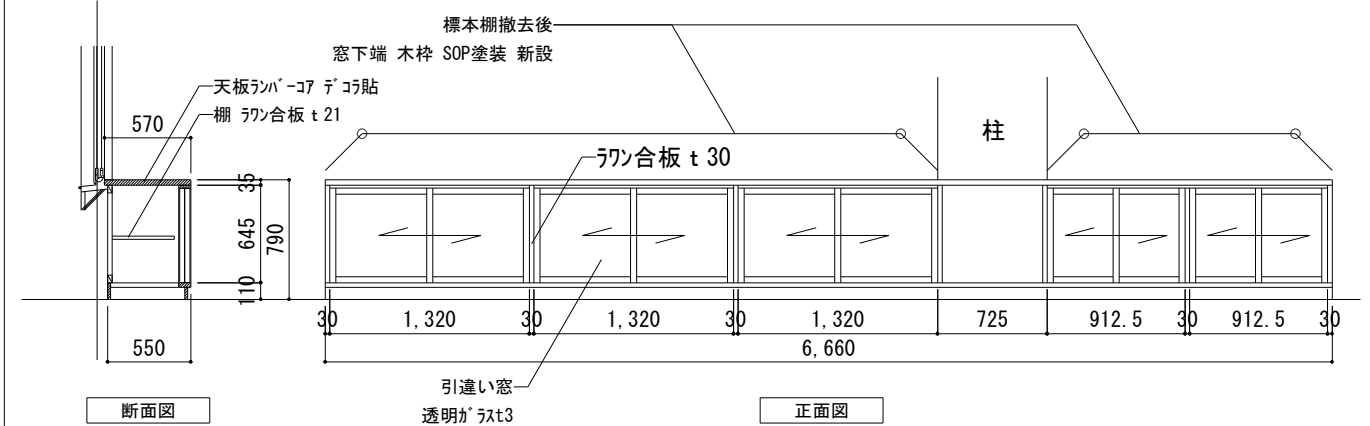 標本棚撤去後
窓下端 木枠 SOP塗装 新設
天板ランバーコア デコラ貼
棚 ラワン合板 t 21
570
柱
ラワン合板 t 30
35
645
790
110
30
1,320
30
1,320
30
1,320
725
912.5
30
912.5
30
550
6,660
引違い窓
透明ガラスt3
断面図
正面図